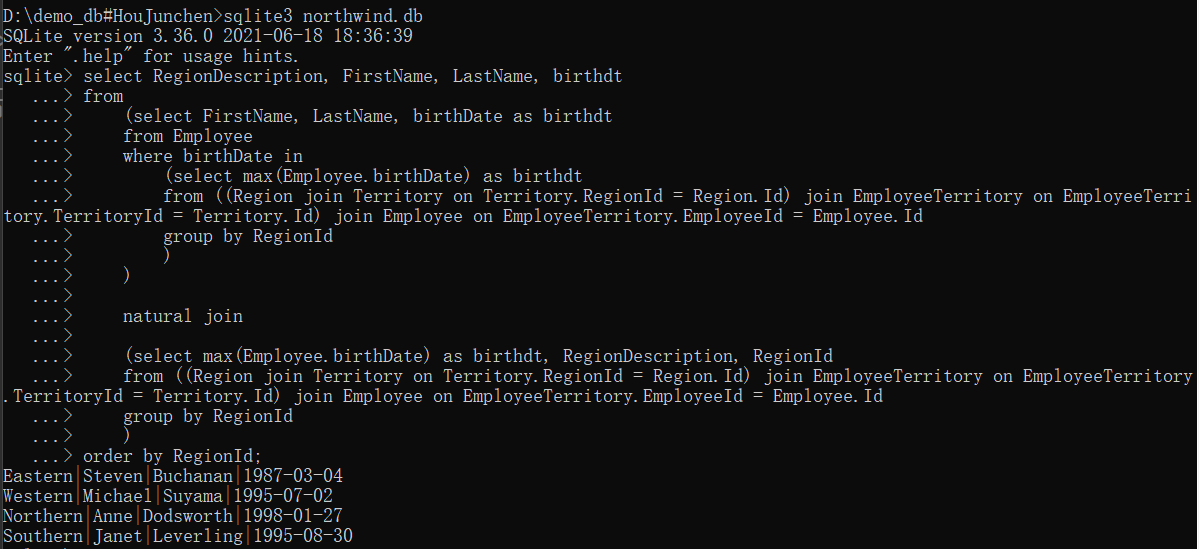 D:\demo_db#HouJunchen>sqlite3 northwind.db
SQLite version 3.36.0 2021-06-18 18:36:39
Enter ".help" for usage hints.
sqlite> select RegionDescription, FirstName, LastName, birthdt
...> from
...> (select FirstName, LastName, birthDate as birthdt
...> from Employee
...> where birthDate in
...> (select max(Employee.birthDate) as birthdt
...> from ((Region join Territory on Territory.RegionId = Region.Id) join EmployeeTerritory on EmployeeTerri
tory.TerritoryId = Territory.Id) join Employee on EmployeeTerritory.EmployeeId = Employee.Id
...> group by RegionId
...> )
...> )
...>
...> natural join
...>
...> (select max(Employee.birthDate) as birthdt, RegionDescription, RegionId
...> from ((Region join Territory on Territory.RegionId = Region.Id) join EmployeeTerritory on EmployeeTerritory
.TerritoryId = Territory.Id) join Employee on EmployeeTerritory.EmployeeId = Employee.Id
...> group by RegionId
...> )
...> order by RegionId;
Eastern|Steven|Buchanan|1987-03-04
Western|Michael|Suyama|1995-07-02
Northern|Anne|Dodsworth|1998-01-27
Southern|Janet|Leverling|1995-08-30